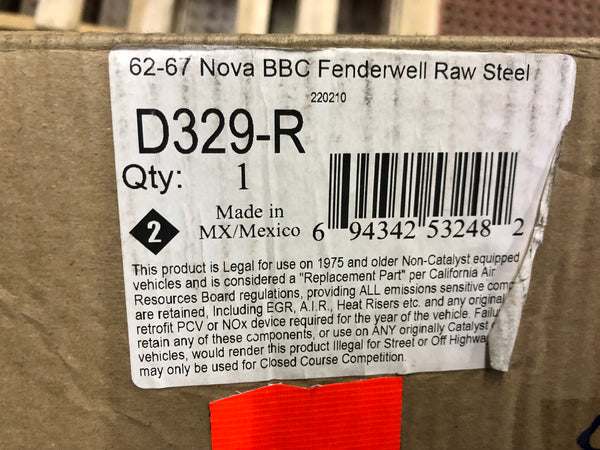 62-67 Nova BBC Fenderwell Raw Steel
220210
D329-R
Qty: 1
2
Made in
MX/Mexico
6 94342 53248 2
This product is Legal for use on 1975 and older Non-Catalyst equipped
vehicles and is considered a "Replacement Part" per California Air
Resources Board regulations, providing ALL emissions sensitive comp
are retained, Including EGR, A.I.R., Heat Risers etc. and any original
retrofit PCV or NOx device required for the year of the vehicle. Failu
retain any of these components, or use on ANY originally Catalyst
vehicles, would render this product Illegal for Street or Off Highwa
may only be used for Closed Course Competition.